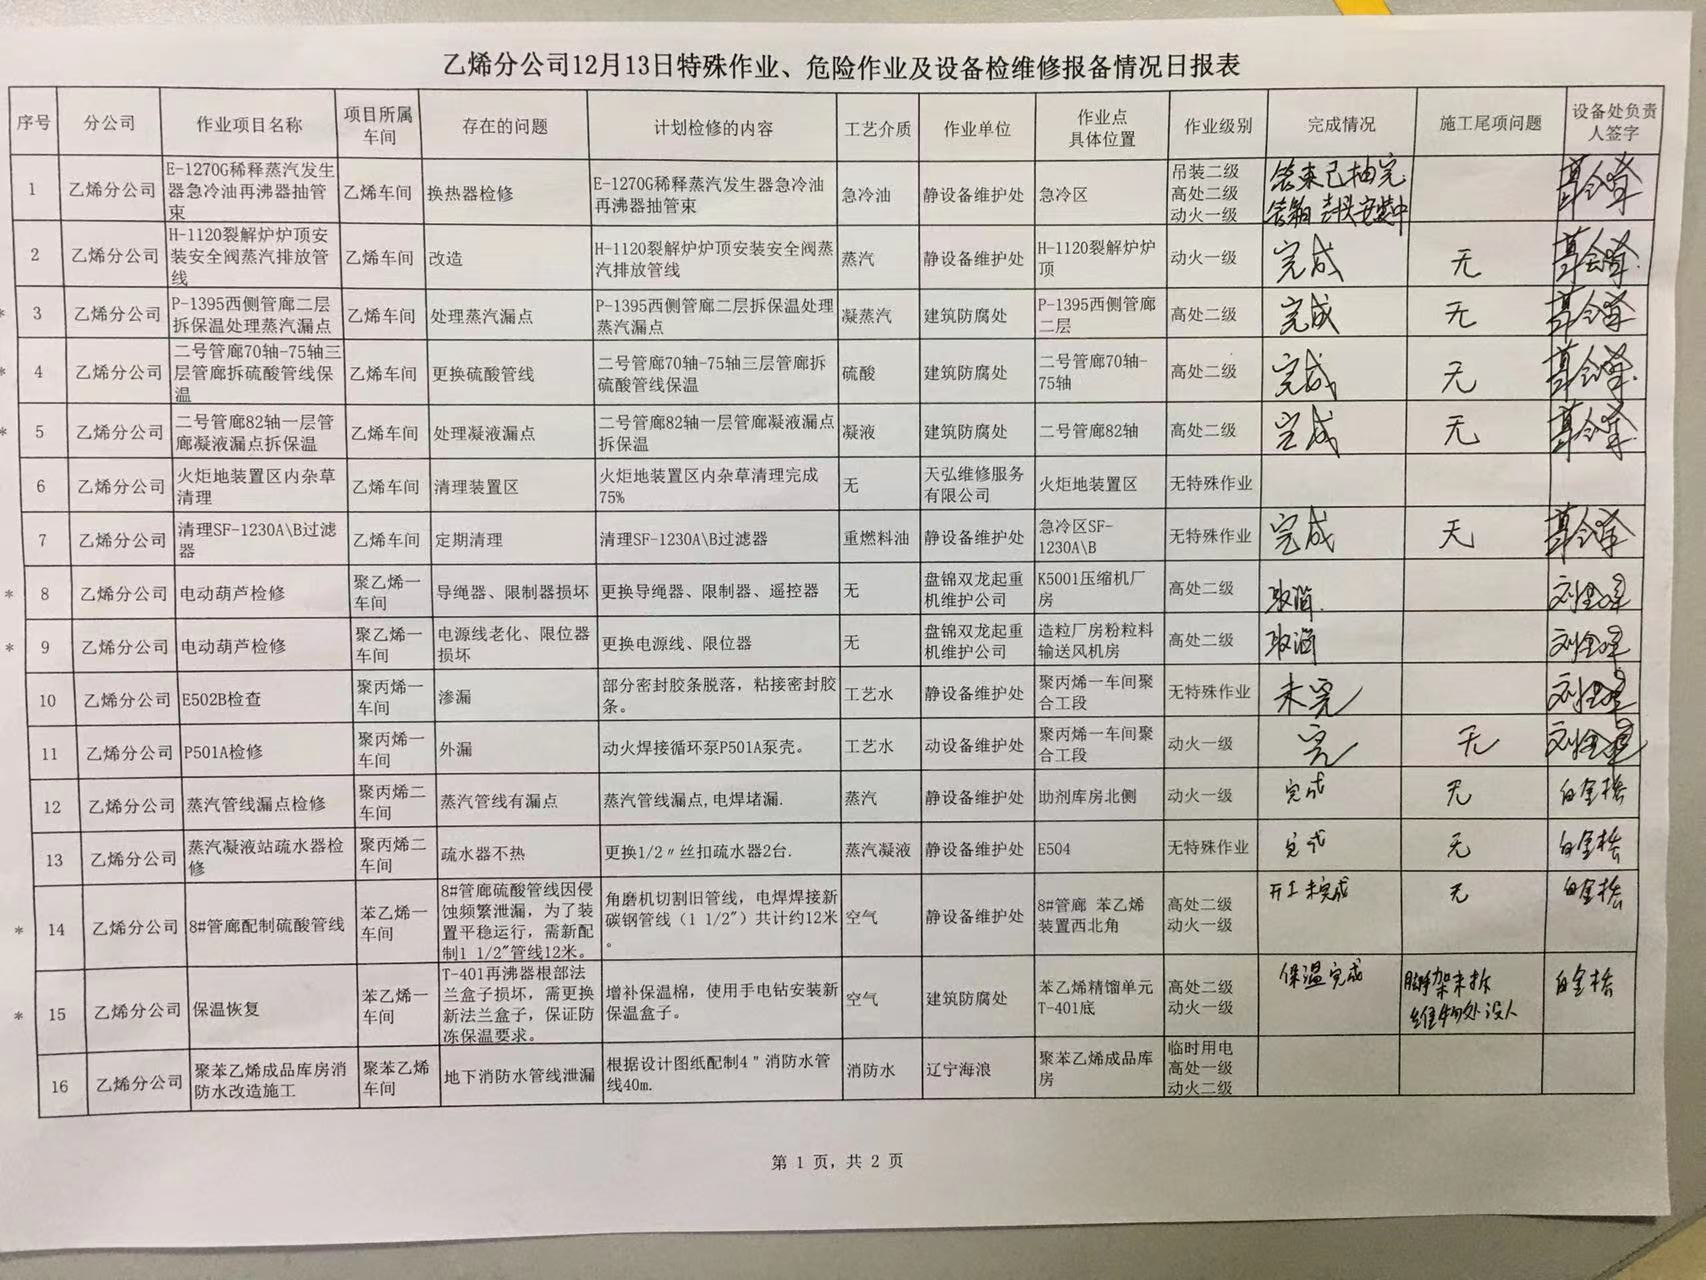 乙烯分公司12月13日特殊作业、危险作业及设备检维修报备情况日报表
序号 分公司 作业项目名称 项目所属车间 存在的问题 计划检修的内容 工艺介质 作业单位 作业点具体位置 作业级别 完成情况 施工尾项问题 设备处负责人签字
1 乙烯分公司 E-1270G稀释蒸汽发生器急冷油再沸器抽管束 乙烯车间 换热器检修 E-1270G稀释蒸汽发生器急冷油再沸器抽管束 急冷油 静设备维护处 急冷区 吊装二级 高处二级 动火一级 管束已抽完 管箱封头安装中
2 乙烯分公司 H-1120裂解炉炉顶安装安全阀蒸汽排放管线 乙烯车间 改造 H-1120裂解炉炉顶安装安全阀蒸汽排放管线 蒸汽 静设备维护处 H-1120裂解炉炉顶 动火一级 完成 无
* 3 乙烯分公司 P-1395西侧管廊二层拆保温处理蒸汽漏点 乙烯车间 处理蒸汽漏点 P-1395西侧管廊二层拆保温处理蒸汽漏点 凝蒸汽 建筑防腐处 P-1395西侧管廊二层 高处二级 完成 无
* 4 乙烯分公司 二号管廊70轴-75轴三层管廊拆硫酸管线保温 乙烯车间 更换硫酸管线 二号管廊70轴-75轴三层管廊拆硫酸管线保温 硫酸 建筑防腐处 二号管廊70轴-75轴 高处二级 完成 无
* 5 乙烯分公司 二号管廊82轴一层管廊凝液漏点拆保温 乙烯车间 处理凝液漏点 二号管廊82轴一层管廊凝液漏点拆保温 凝液 建筑防腐处 二号管廊82轴 高处二级 完成 无
6 乙烯分公司 火炬地装置区内杂草清理 乙烯车间 清理装置区 火炬地装置区内杂草清理完成75% 无 天弘维修服务有限公司 火炬地装置区 无特殊作业
7 乙烯分公司 清理SF-1230A\B过滤器 乙烯车间 定期清理 清理SF-1230A\B过滤器 重燃料油 静设备维护处 急冷区SF-1230A\B 无特殊作业 完成 无
* 8 乙烯分公司 电动葫芦检修 聚乙烯一车间 导绳器、限制器损坏 更换导绳器、限制器、遥控器 无 盘锦双龙起重机维护公司 K5001压缩机厂房 高处二级 取消
* 9 乙烯分公司 电动葫芦检修 聚乙烯一车间 电源线老化、限位器损坏 更换电源线、限位器 无 盘锦双龙起重机维护公司 造粒厂房粉粒料输送风机房 高处二级 取消
10 乙烯分公司 E502B检查 聚丙烯一车间 渗漏 部分密封胶条脱落，粘接密封胶条。 工艺水 静设备维护处 聚丙烯一车间聚合工段 无特殊作业 未完
11 乙烯分公司 P501A检修 聚丙烯一车间 外漏 动火焊接循环泵P501A泵壳。 工艺水 动设备维护处 聚丙烯一车间聚合工段 动火一级 完 无
12 乙烯分公司 蒸汽管线漏点检修 聚丙烯二车间 蒸汽管线有漏点 蒸汽管线漏点,电焊堵漏. 蒸汽 静设备维护处 助剂库房北侧 动火一级 完成 无
13 乙烯分公司 蒸汽凝液站疏水器检修 聚丙烯二车间 疏水器不热 更换1/2〃丝扣疏水器2台. 蒸汽凝液 静设备维护处 E504 无特殊作业 完成 无
* 14 乙烯分公司 8#管廊配制硫酸管线 苯乙烯一车间 8#管廊硫酸管线因侵蚀频繁泄漏，为了装置平稳运行，需新配制1 1/2"管线12米。 角磨机切割旧管线，电焊焊接新碳钢管线（1 1/2"）共计约12米。 空气 静设备维护处 8#管廊 苯乙烯装置西北角 高处二级 动火一级 开工未完成 无
* 15 乙烯分公司 保温恢复 苯乙烯一车间 T-401再沸器根部法兰盒子损坏，需更换新法兰盒子，保证防冻保温要求。 增补保温棉，使用手电钻安装新保温盒子。 空气 建筑防腐处 苯乙烯精馏单元T-401底 高处二级 动火一级 保温完成 脚手架未拆
16 乙烯分公司 聚苯乙烯成品库房消防水改造施工 聚苯乙烯车间 地下消防水管线泄漏 根据设计图纸配制4＂消防水管线40m. 消防水 辽宁海浪 聚苯乙烯成品库房 临时用电 高处一级 动火二级
第 1 页，共 2 页